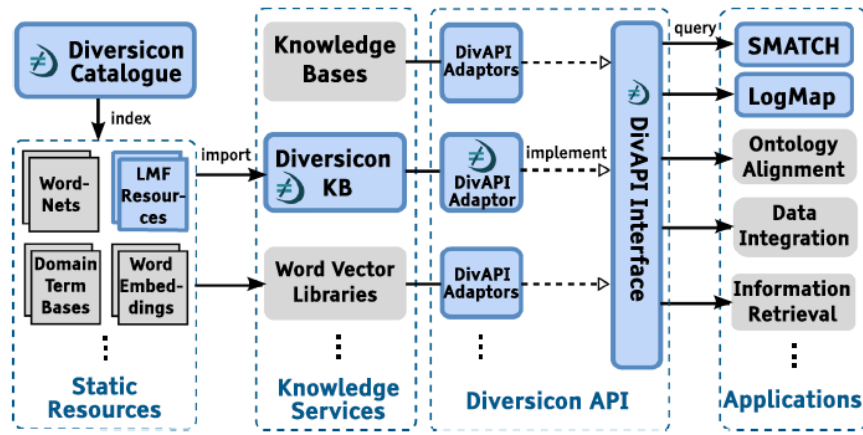 Diversicon
Catalogue
index
Word-
Nets
LMF
Resour-
ces
Domain
Term
Bases
Word
Embed-
dings
Static
Resources
import
Knowledge
Bases
Diversicon
KB
Word Vector
Libraries
Knowledge
Services
DivAPI
Adaptors
DivAPI
Adaptor
DivAPI
Adaptors
implement
DivAPI Interface
Diversicon API
query
SMATCH
LogMap
Ontology
Alignment
Data
Integration
Information
Retrieval
Applications